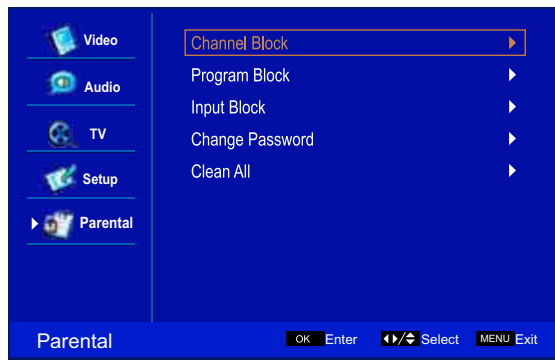 Video
Audio
TV
Setup
Parental
Channel Block
Program Block
Input Block
Change Password
Clean All
Parental
OK Enter Select MENU Exit